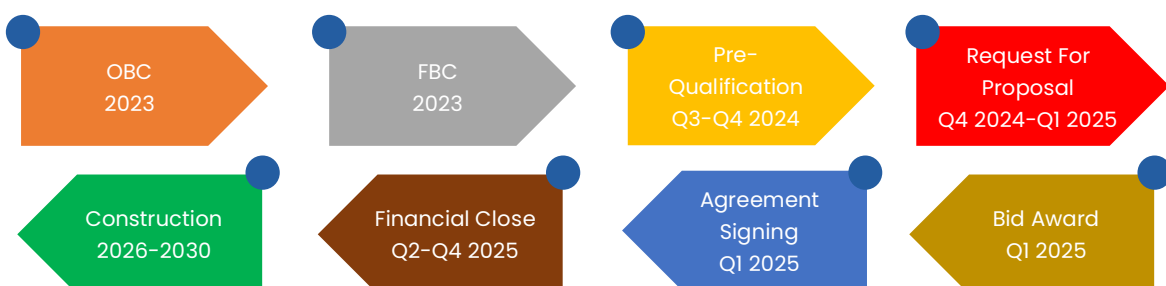 OBC
2023
FBC
2023
Pre-
Qualification
Q3-Q4 2024
Request For
Proposal
Q4 2024-Q1 2025
Construction
2026-2030
Financial Close
Q2-Q4 2025
Agreement
Signing
Q1 2025
Bid Award
Q1 2025